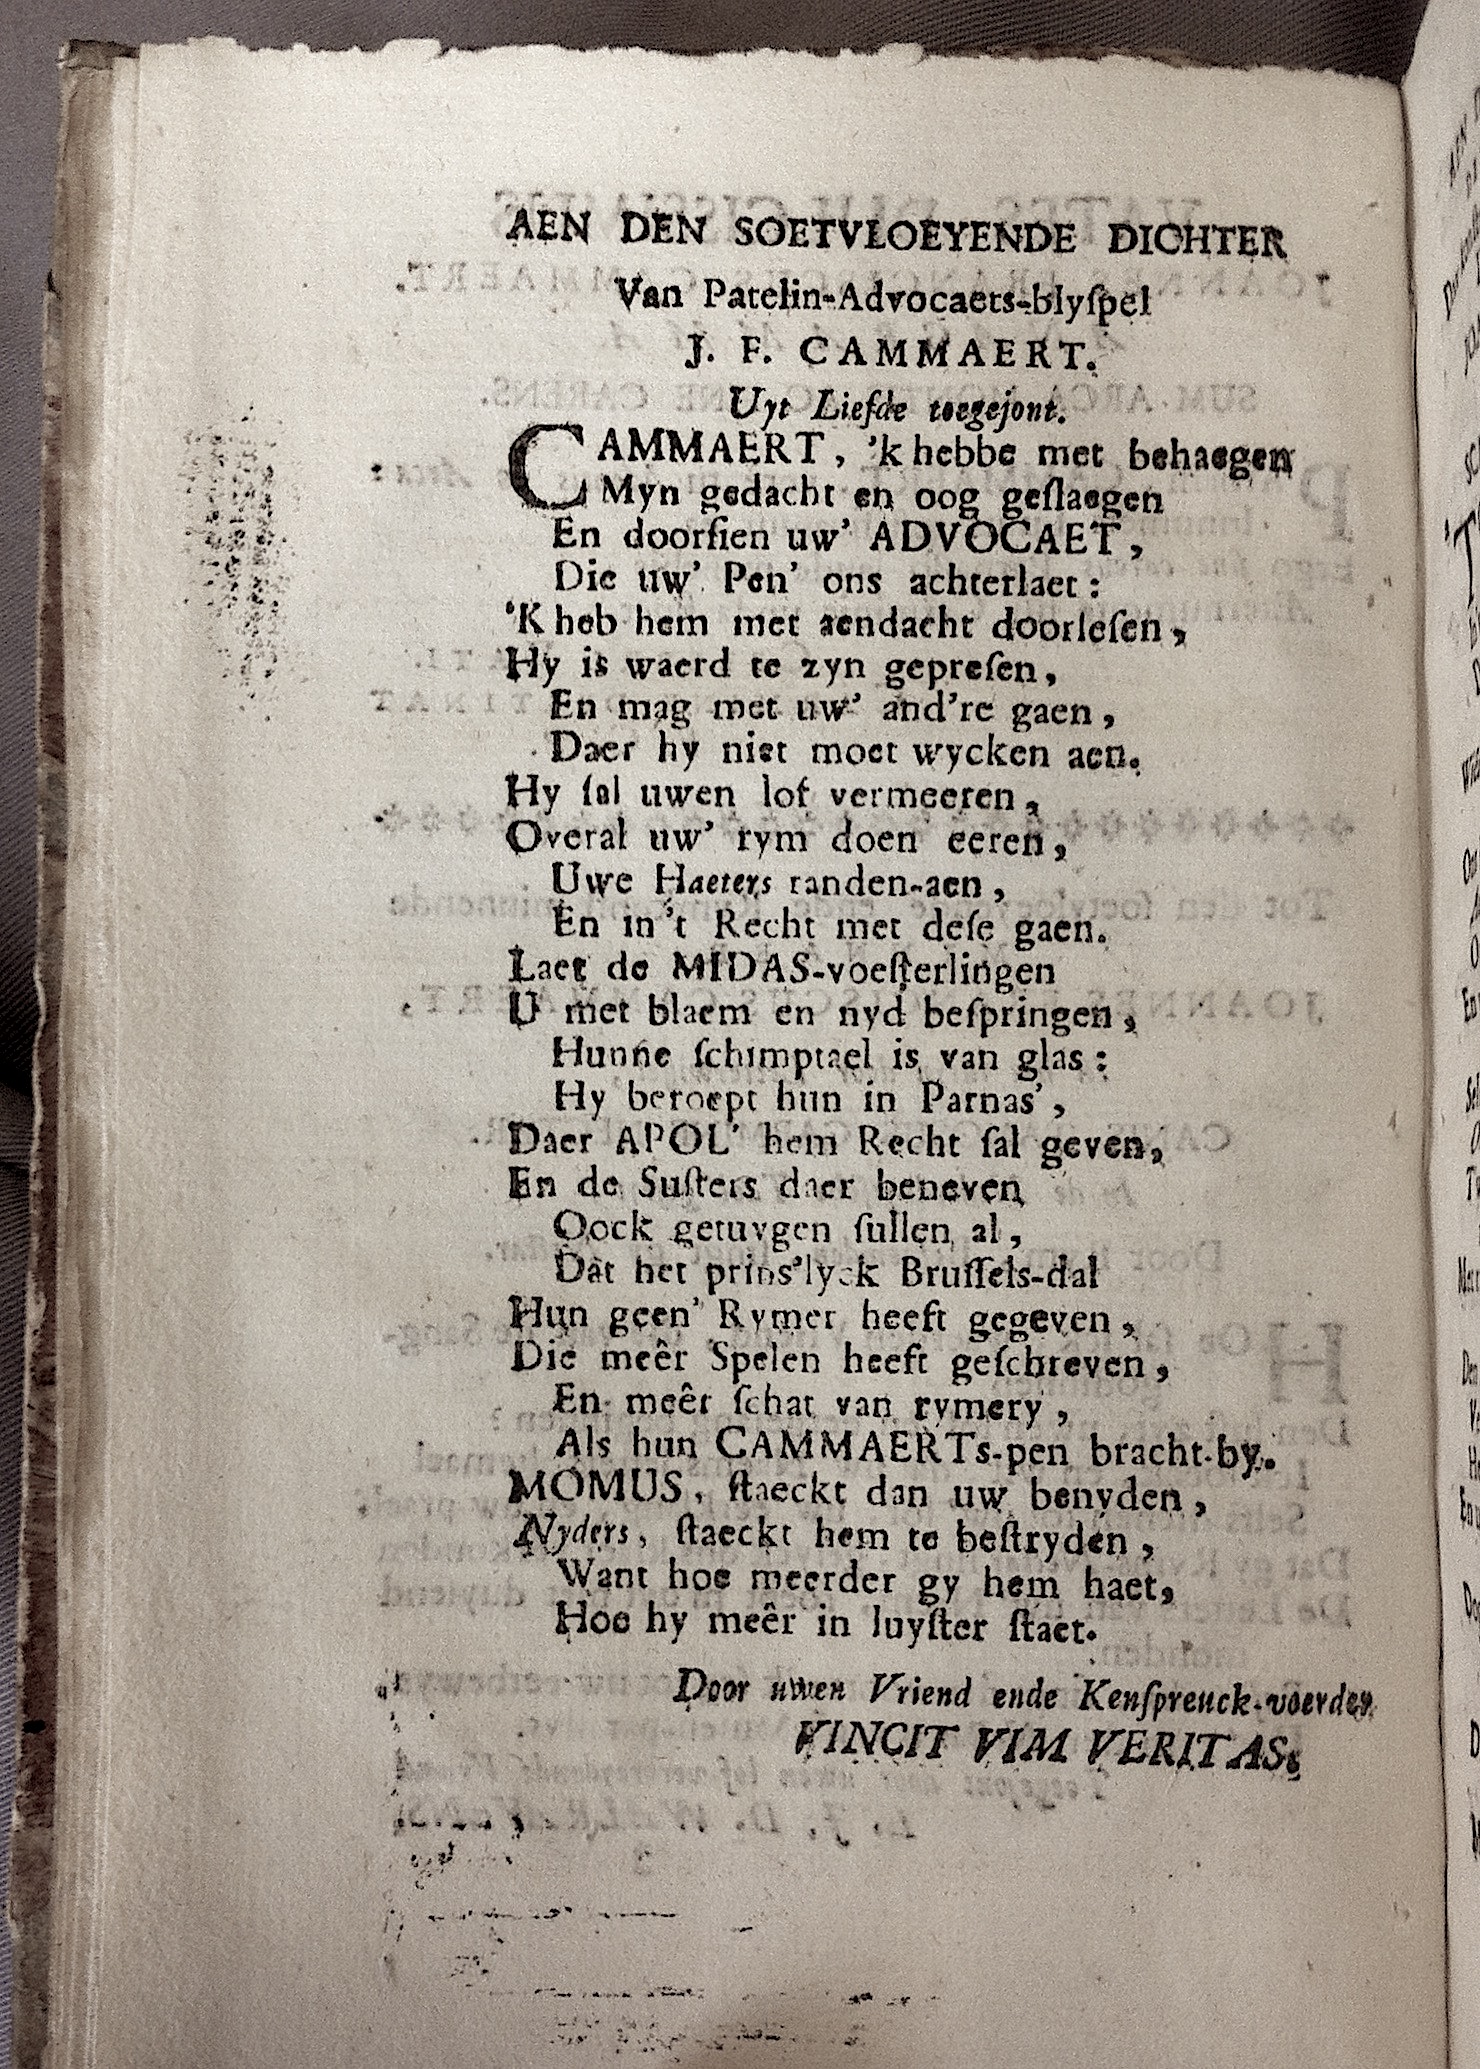 AEN DEN SOETVLOEYENDE DICHTER
Van Patelin-Advocaets-blyſpel
J. F. CAMMAERT.
Uyt Liefde toegejont.
CAMMAERT, 'k hebbe met behaegen
Myn gedacht en oog geſlaegen
En doorſien uw' ADVOCAET,
Die uw' Pen' ons achterlaet:
'K heb hem met aendacht doorleſen,
Hy is waerd te zyn gepreſen,
En mag met uw' and're gaen,
Daer hy niet moet wycken aen.
Hy ſal uwen lof vermeeren,
Overal uw' rym doen eeren,
Uwe Haeters randen-aen,
En in 't Recht met deſe gaen.
Laet de MIDAS-voeſterlingen
U met blaem en nyd beſpringen,
Hunne ſchimptael is van glas:
Hy beroept hun in Parnas',
Daer APOL' hem Recht ſal geven,
En de Suſters daer beneven
Oock getuygen ſullen al,
Dat het prins'lyck Bruſſels-dal
Hun geen' Rymer heeft gegeven,
Die meêr Spelen heeft geſchreven,
En meêr ſchat van rymery,
Als hun CAMMAERTs-pen bracht-by.
MOMUS, ſtaeckt dan uw benyden,
Nyders, ſtaeckt hem te beſtryden,
Want hoe meerder gy hem haet,
Hoe hy meêr in luyſter ſtaet.
Door uwen Vriend ende Kenſpreuck-voerder
VINCIT VIM VERITAS.